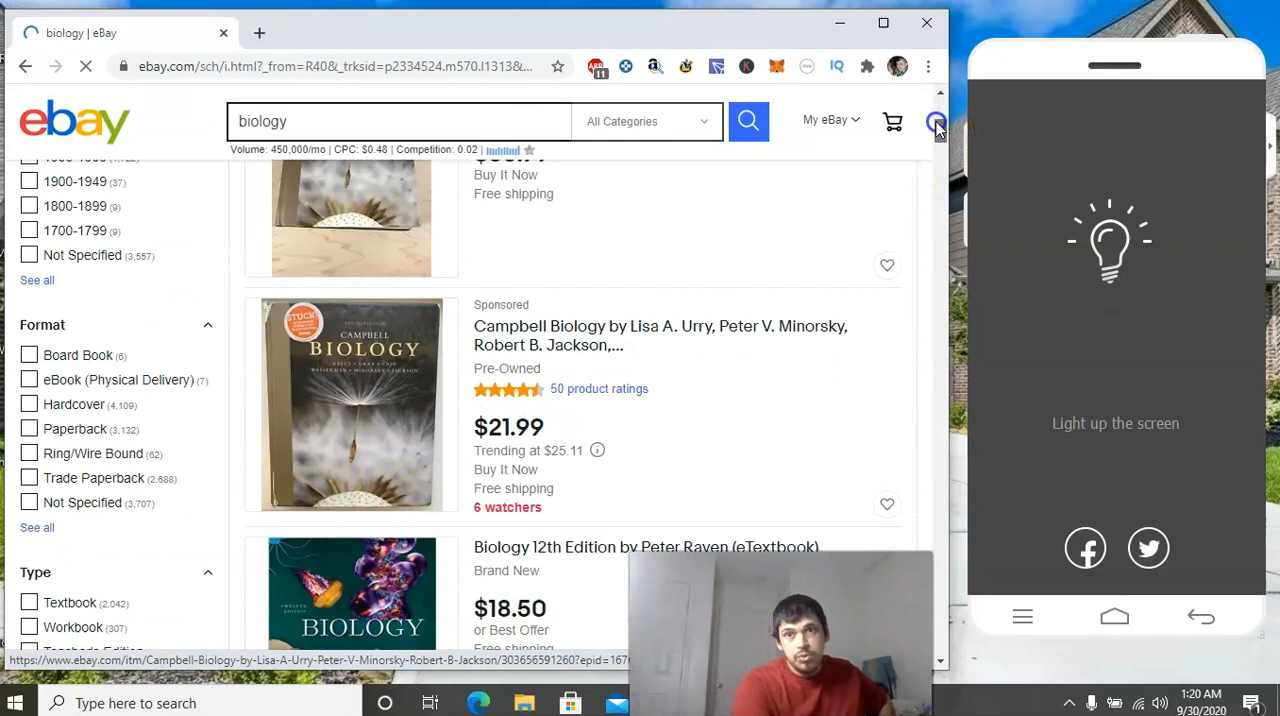 biology | eBay
ebay.com/sch/i.html?_from=R40&_trksid=p2334524.m570.l1313&...
11
IQ
ebay
biology
All Categories
My eBay
Volume: 450,000/mo | CPC: $0.48 | Competition: 0.02 |
1900-1949 (37)
1800-1899 (9)
1700-1799 (9)
Not Specified (3,557)
See all
Format
Board Book (6)
eBook (Physical Delivery) (7)
Hardcover (4,109)
Paperback (3,132)
Ring/Wire Bound (62)
Trade Paperback (2,688)
Not Specified (3,707)
See all
Type
Textbook (2,042)
Workbook (307)
Buy It Now
Free shipping
Sponsored
Campbell Biology by Lisa A. Urry, Peter V. Minorsky,
Robert B. Jackson,...
Pre-Owned
50 product ratings
$21.99
Trending at $25.11
Buy It Now
Free shipping
6 watchers
STUCK
CAMPBELL
BIOLOGY
Biology 12th Edition by Peter Raven (eTextbook)
Brand New
$18.50
or Best Offer
Free shipping
BIOLOGY
https://www.ebay.com/itm/Campbell-Biology-by-Lisa-A-Urry-Peter-V-Minorsky-Robert-B-Jackson/303656591260?epid=167
Light up the screen
Type here to search
1:20 AM
9/30/2020
1